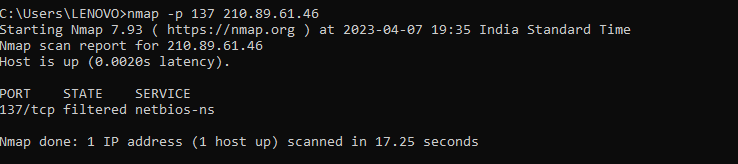 C:\Users\LENOVO>nmap -p 137 210.89.61.46
Starting Nmap 7.93 ( https://nmap.org ) at 2023-04-07 19:35 India Standard Time
Nmap scan report for 210.89.61.46
Host is up (0.0020s latency).
PORT    STATE    SERVICE
137/tcp filtered netbios-ns
Nmap done: 1 IP address (1 host up) scanned in 17.25 seconds